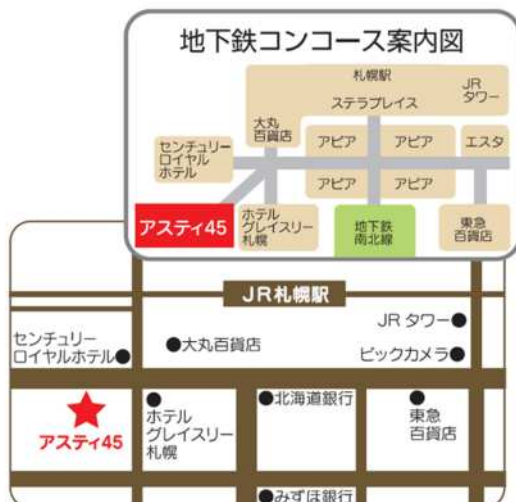 地下鉄コンコース案内図
札幌駅
ステラプレイス
JR
タワー
大丸
百貨店
センチュリー
ロイヤル
ホテル
アピア
アピア
エスタ
アピア
アピア
アスティ45
ホテル
グレイスリー
札幌
地下鉄
南北線
東急
百貨店
JR札幌駅
センチュリー
ロイヤルホテル
大丸百貨店
JRタワー
ビックカメラ
アスティ45
ホテル
グレイスリー
札幌
北海道銀行
東急
百貨店
みずほ銀行